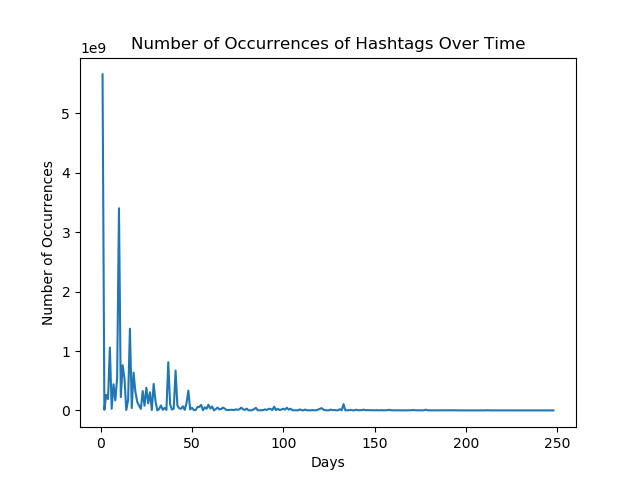 Number of Occurrences of Hashtags Over Time
1e9
5
4
3
2
1
0
Number of Occurrences
0 50 100 150 200 250
Days